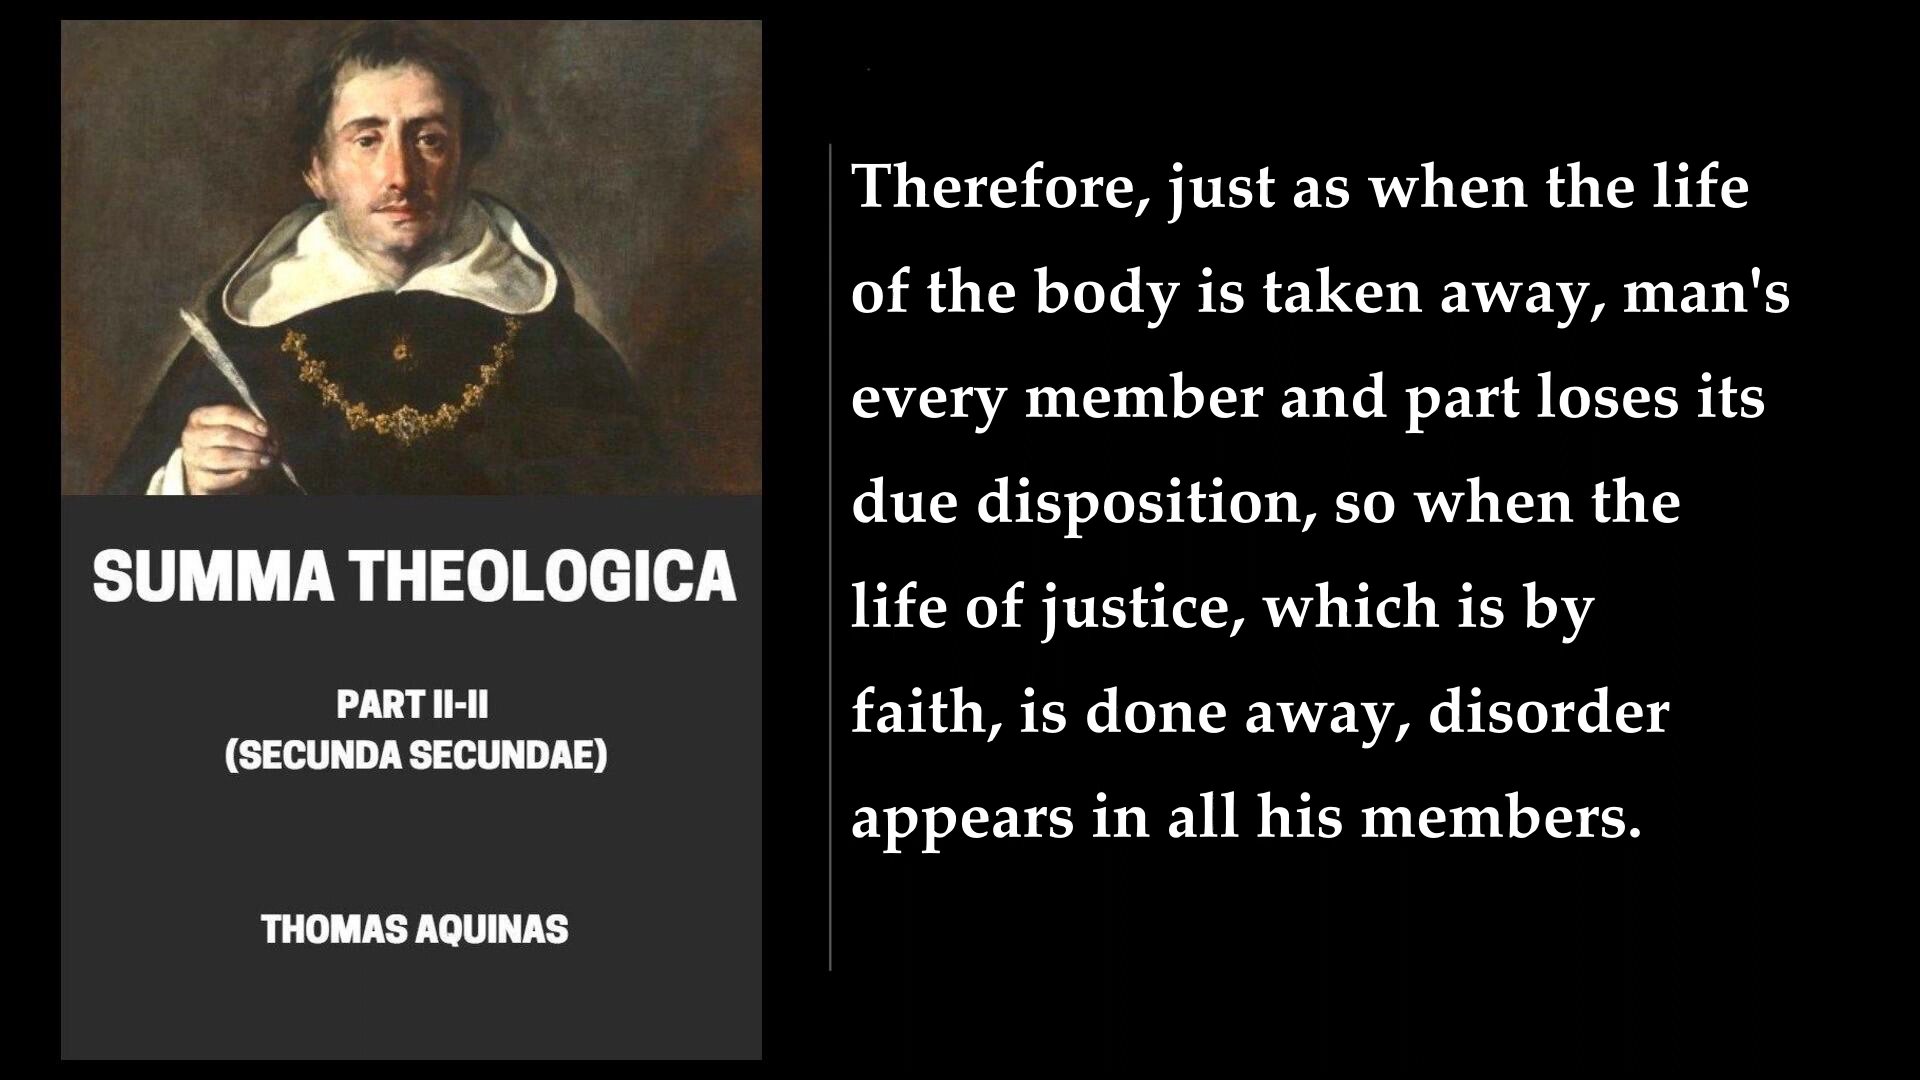 SUMMA THEOLOGICA
PART II-II
(SECUNDA SECUNDAE)
THOMAS AQUINAS
Therefore, just as when the life
of the body is taken away, man's
every member and part loses its
due disposition, so when the
life of justice, which is by
faith, is done away, disorder
appears in all his members.